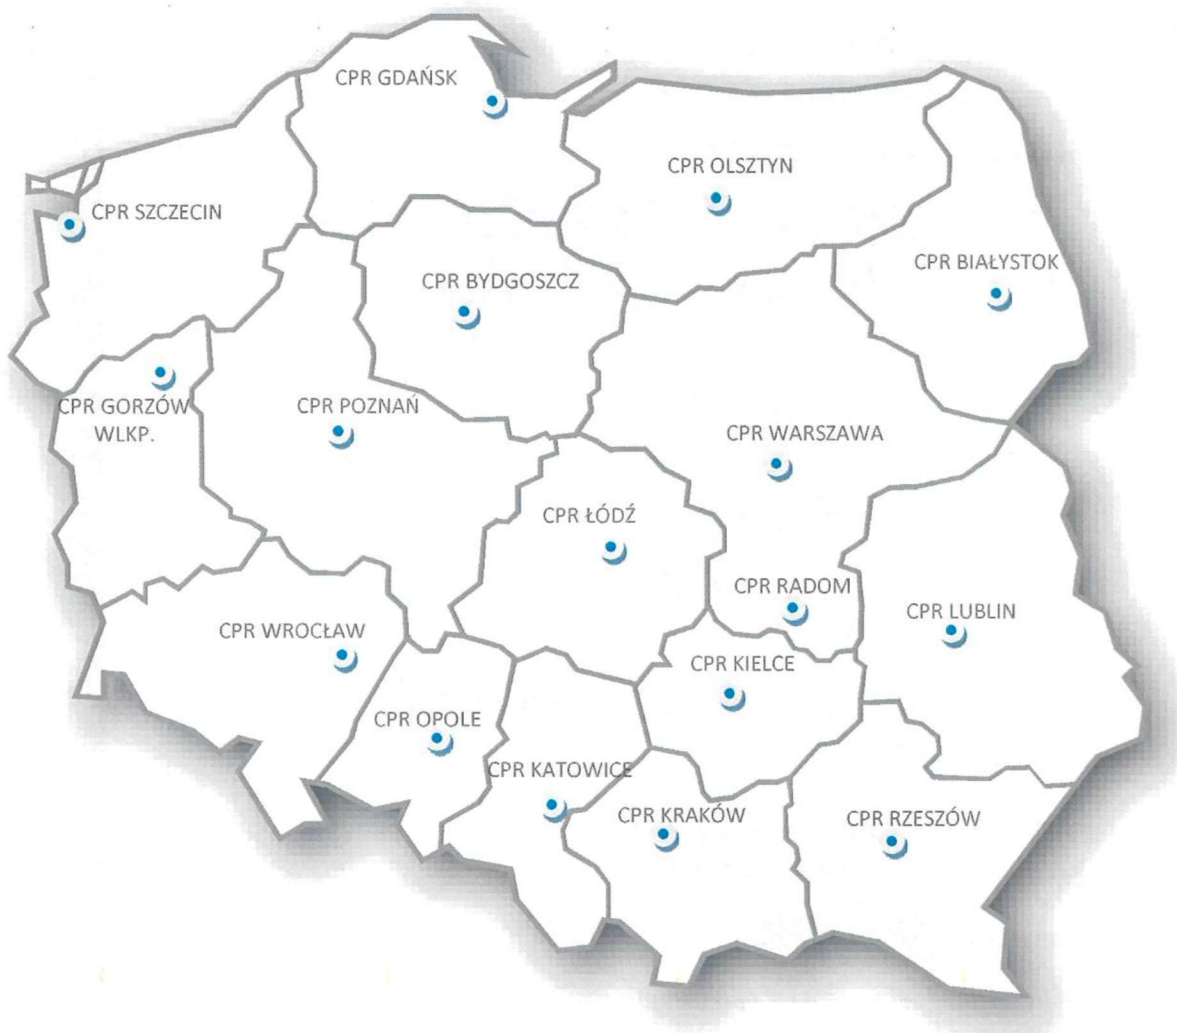 CPR GDAŃSK
CPR OLSZTYN
CPR SZCZECIN
CPR BIAŁYSTOK
CPR BYDGOSZCZ
CPR GORZÓW
WLKP.
CPR POZNAŃ
CPR WARSZAWA
CPR ŁÓDŹ
CPR RADOM
CPR LUBLIN
CPR WROCŁAW
CPR KIELCE
CPR OPOLE
CPR KATOWICE
CPR KRAKÓW
CPR RZESZÓW